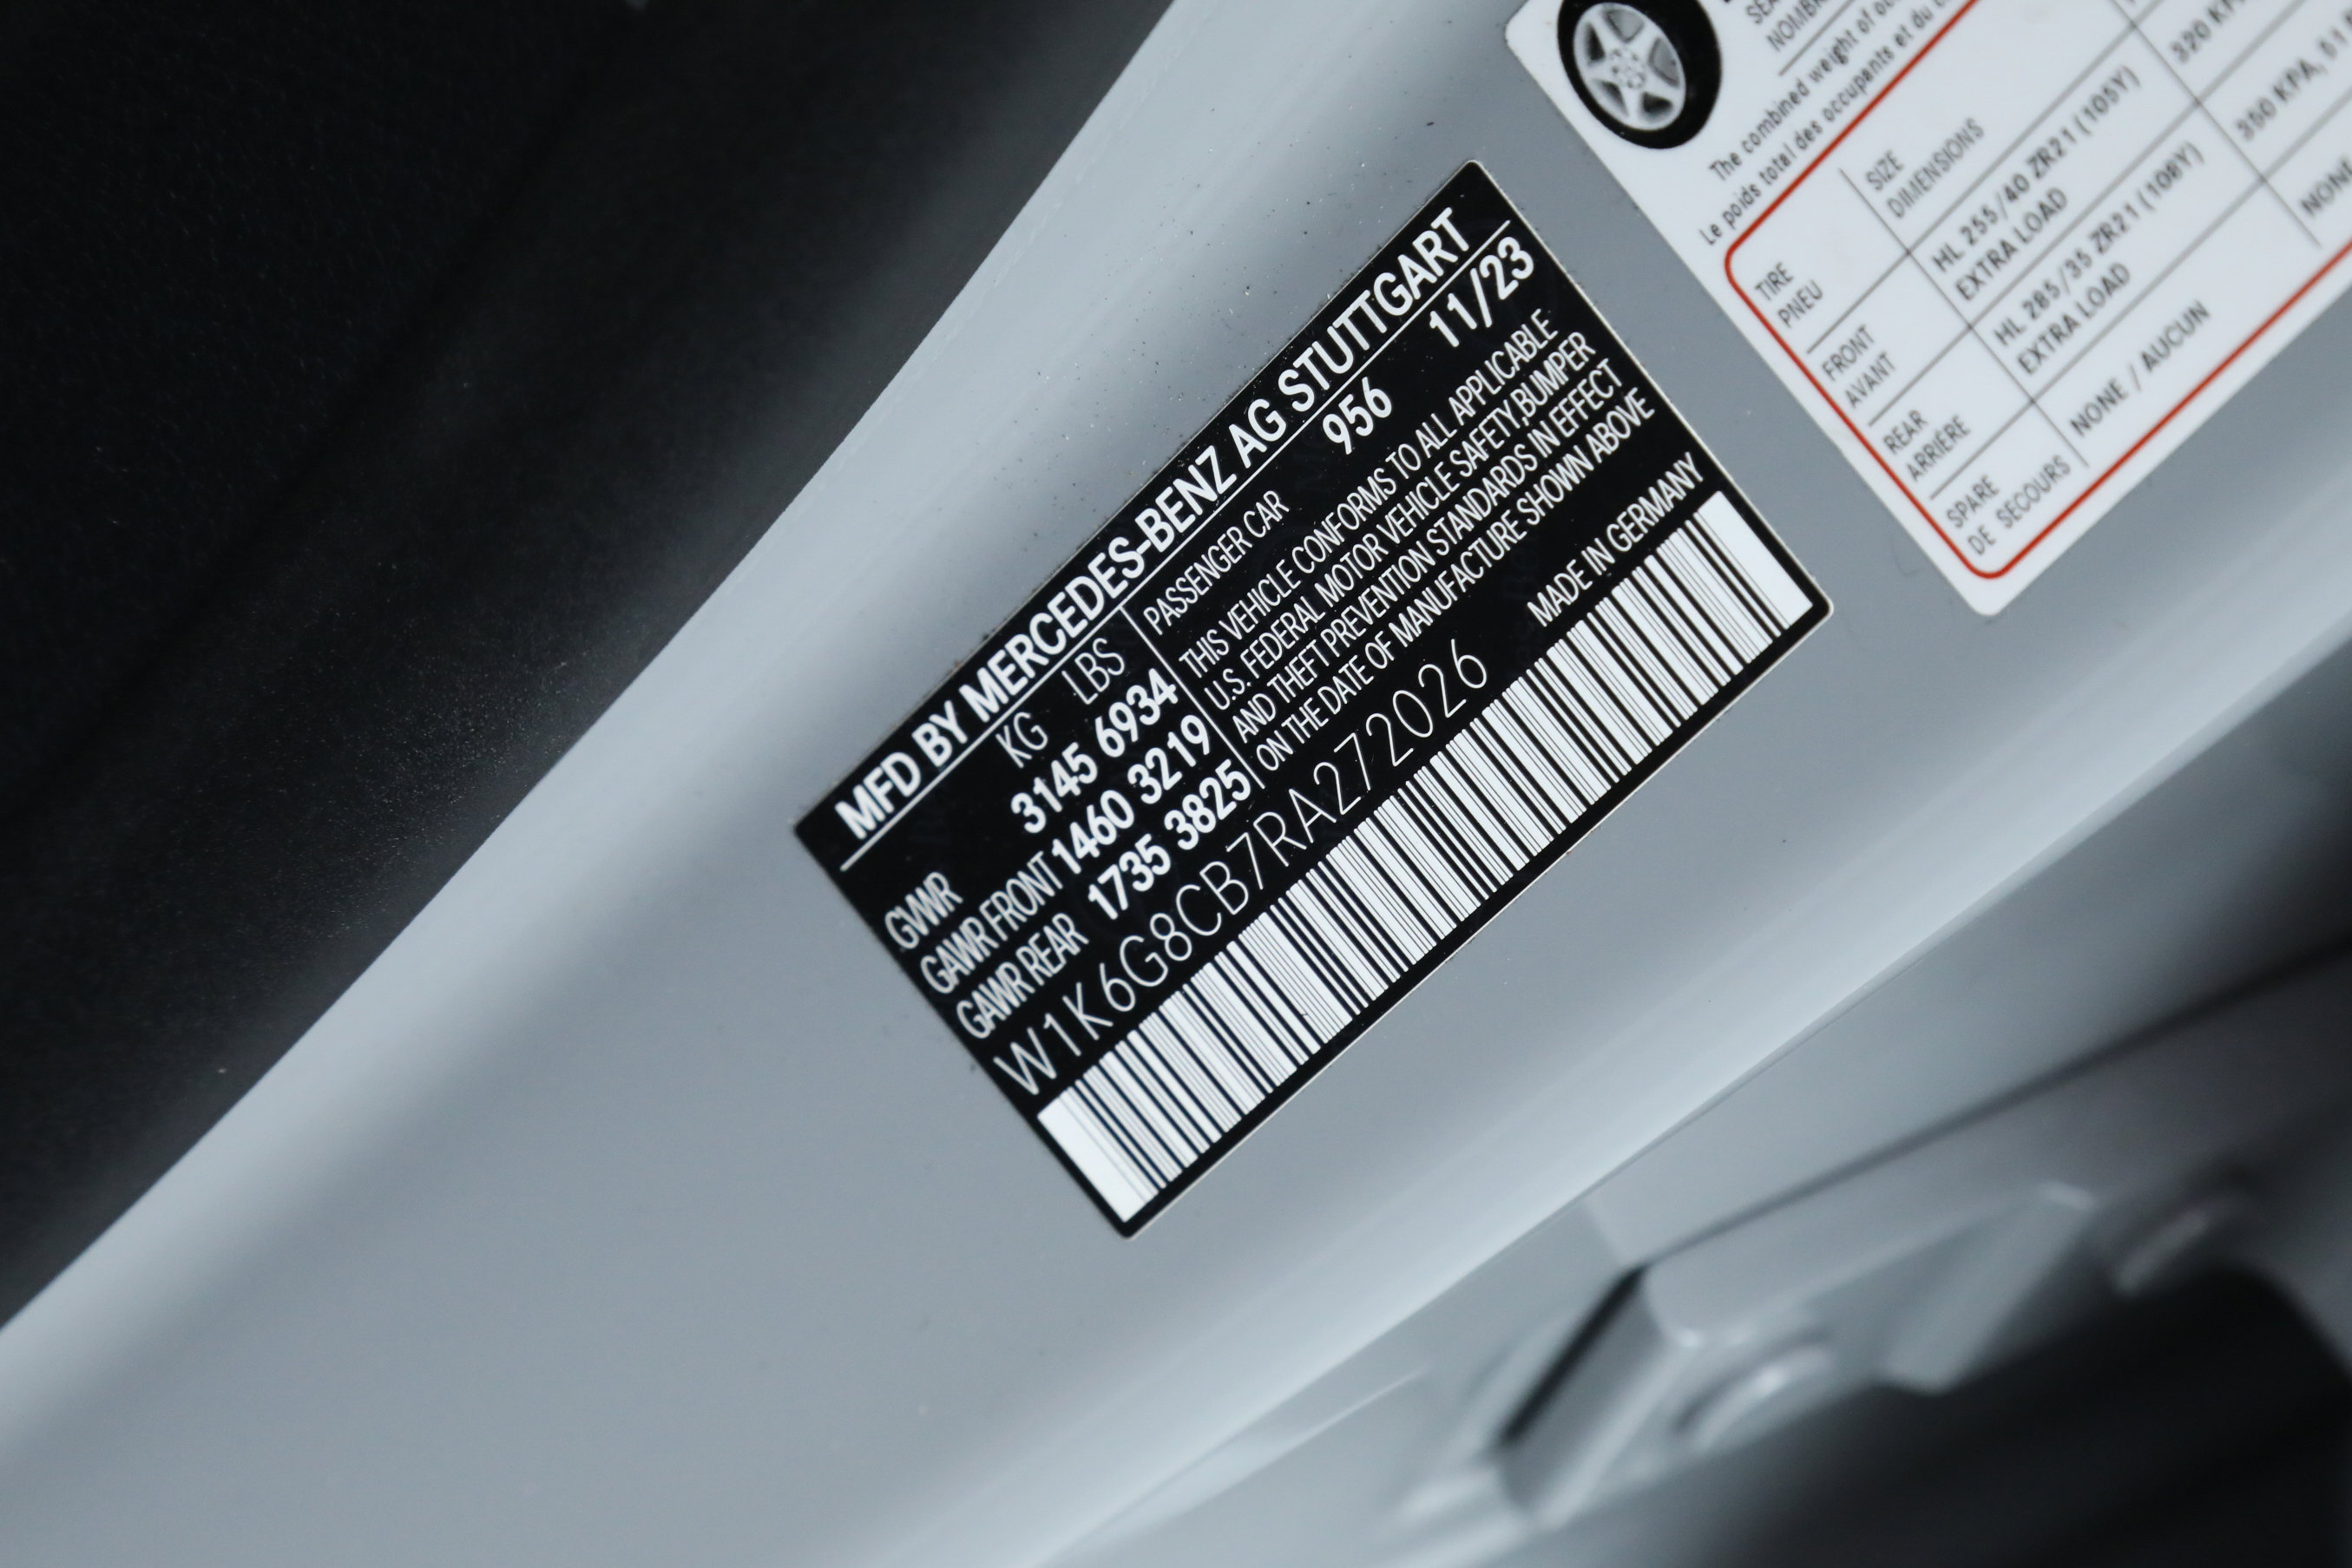 MFD BY MERCEDES-BENZ AG STUTTGART
KG LBS
GVWR 3145 6934
GAWR FRONT 1460 3219
GAWR REAR 1735 3825
PASSENGER CAR 956 11/23
THIS VEHICLE CONFORMS TO ALL APPLICABLE
U.S. FEDERAL MOTOR VEHICLE SAFETY,BUMPER
AND THEFT PREVENTION STANDARDS IN EFFECT
ON THE DATE OF MANUFACTURE SHOWN ABOVE
W1K6G8CB7RA272026 MADE IN GERMANY
The combined weight of
Le poids total des occupants et du
TIRE SIZE
PNEU DIMENSIONS
FRONT HL 255/40 ZR21 (105Y) 320
AVANT EXTRA LOAD
REAR HL 285/35 ZR21 (108Y) 350 KPA,
ARRIÈRE EXTRA LOAD
SPARE NONE / AUCUN
DE SECOURS